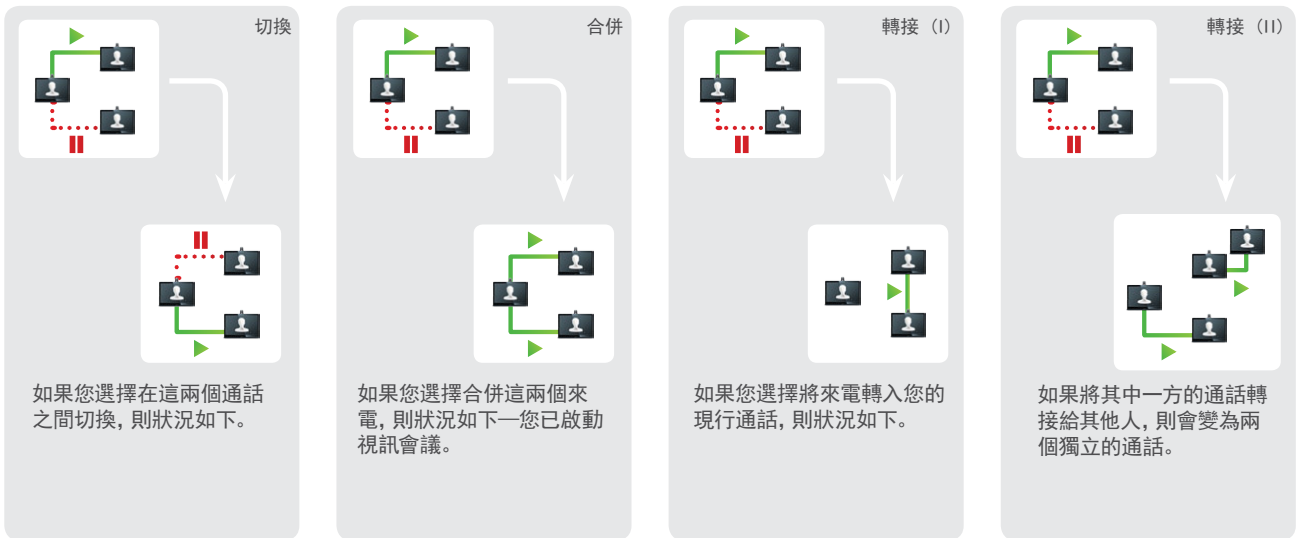 切換
如果您選擇在這兩個通話
之間切換，則狀況如下。
合併
如果您選擇合併這兩個來
電，則狀況如下—您已啟動
視訊會議。
轉接（I）
如果您選擇將來電轉入您的
現行通話，則狀況如下。
轉接（II）
如果將其中一方的通話轉
接給其他人，則會變為兩
個獨立的通話。